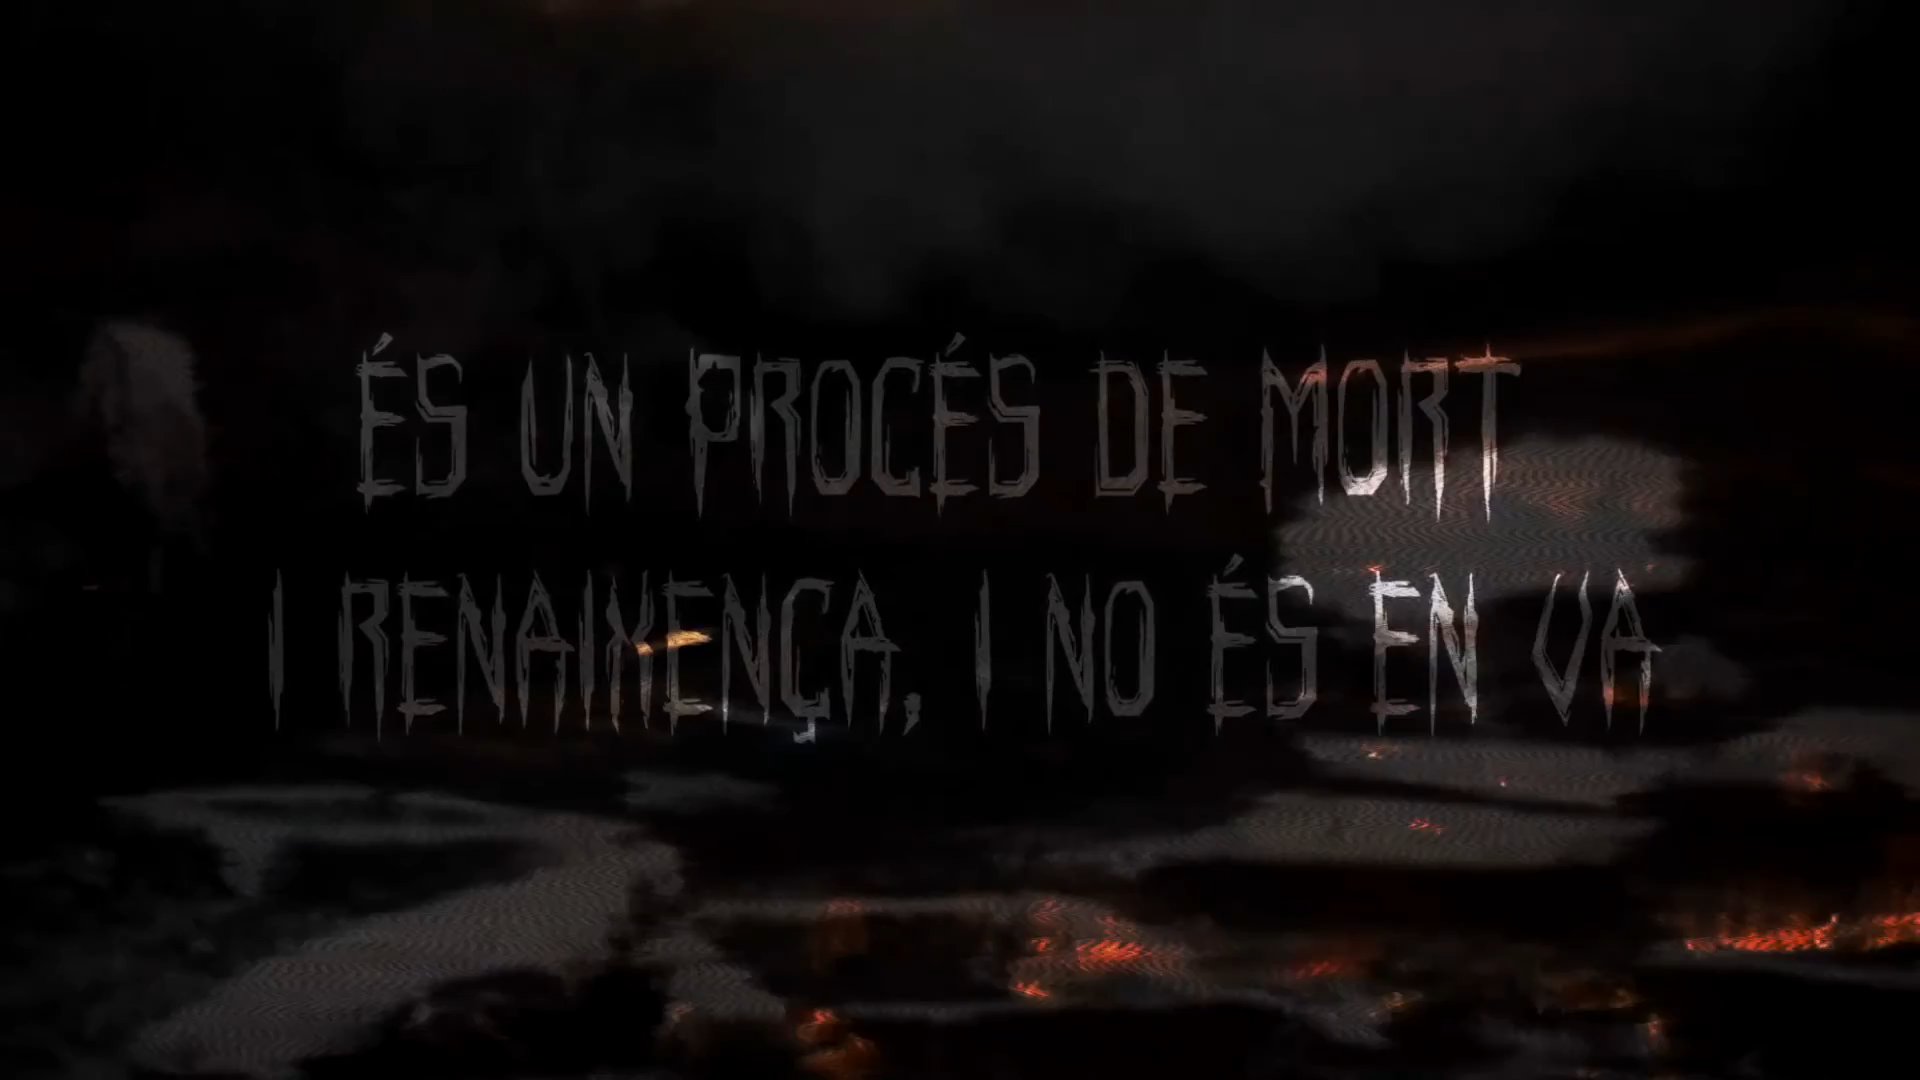 ÉS UN PROCÉS DE MORT
I RENAIXENÇA, I NO ÉS EN VA